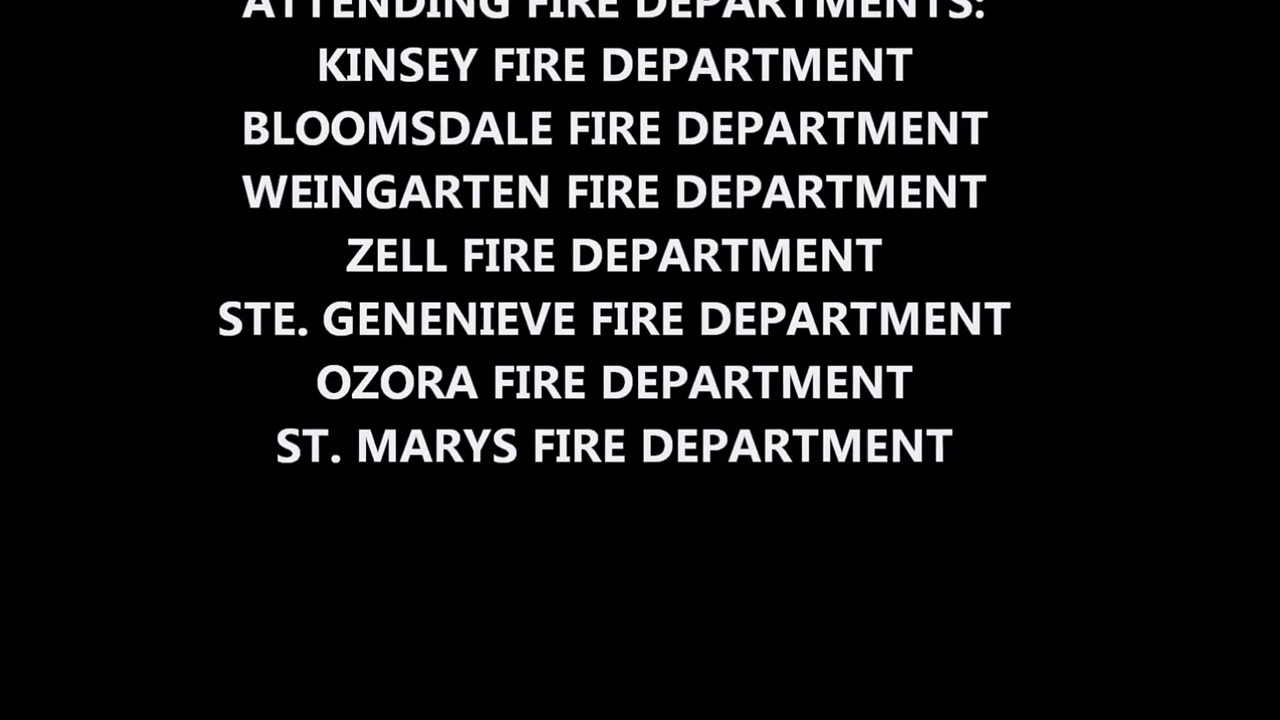 ATTENDING FIRE DEPARTMENTS:
KINSEY FIRE DEPARTMENT
BLOOMSDALE FIRE DEPARTMENT
WEINGARTEN FIRE DEPARTMENT
ZELL FIRE DEPARTMENT
STE. GENENIEVE FIRE DEPARTMENT
OZORA FIRE DEPARTMENT
ST. MARYS FIRE DEPARTMENT